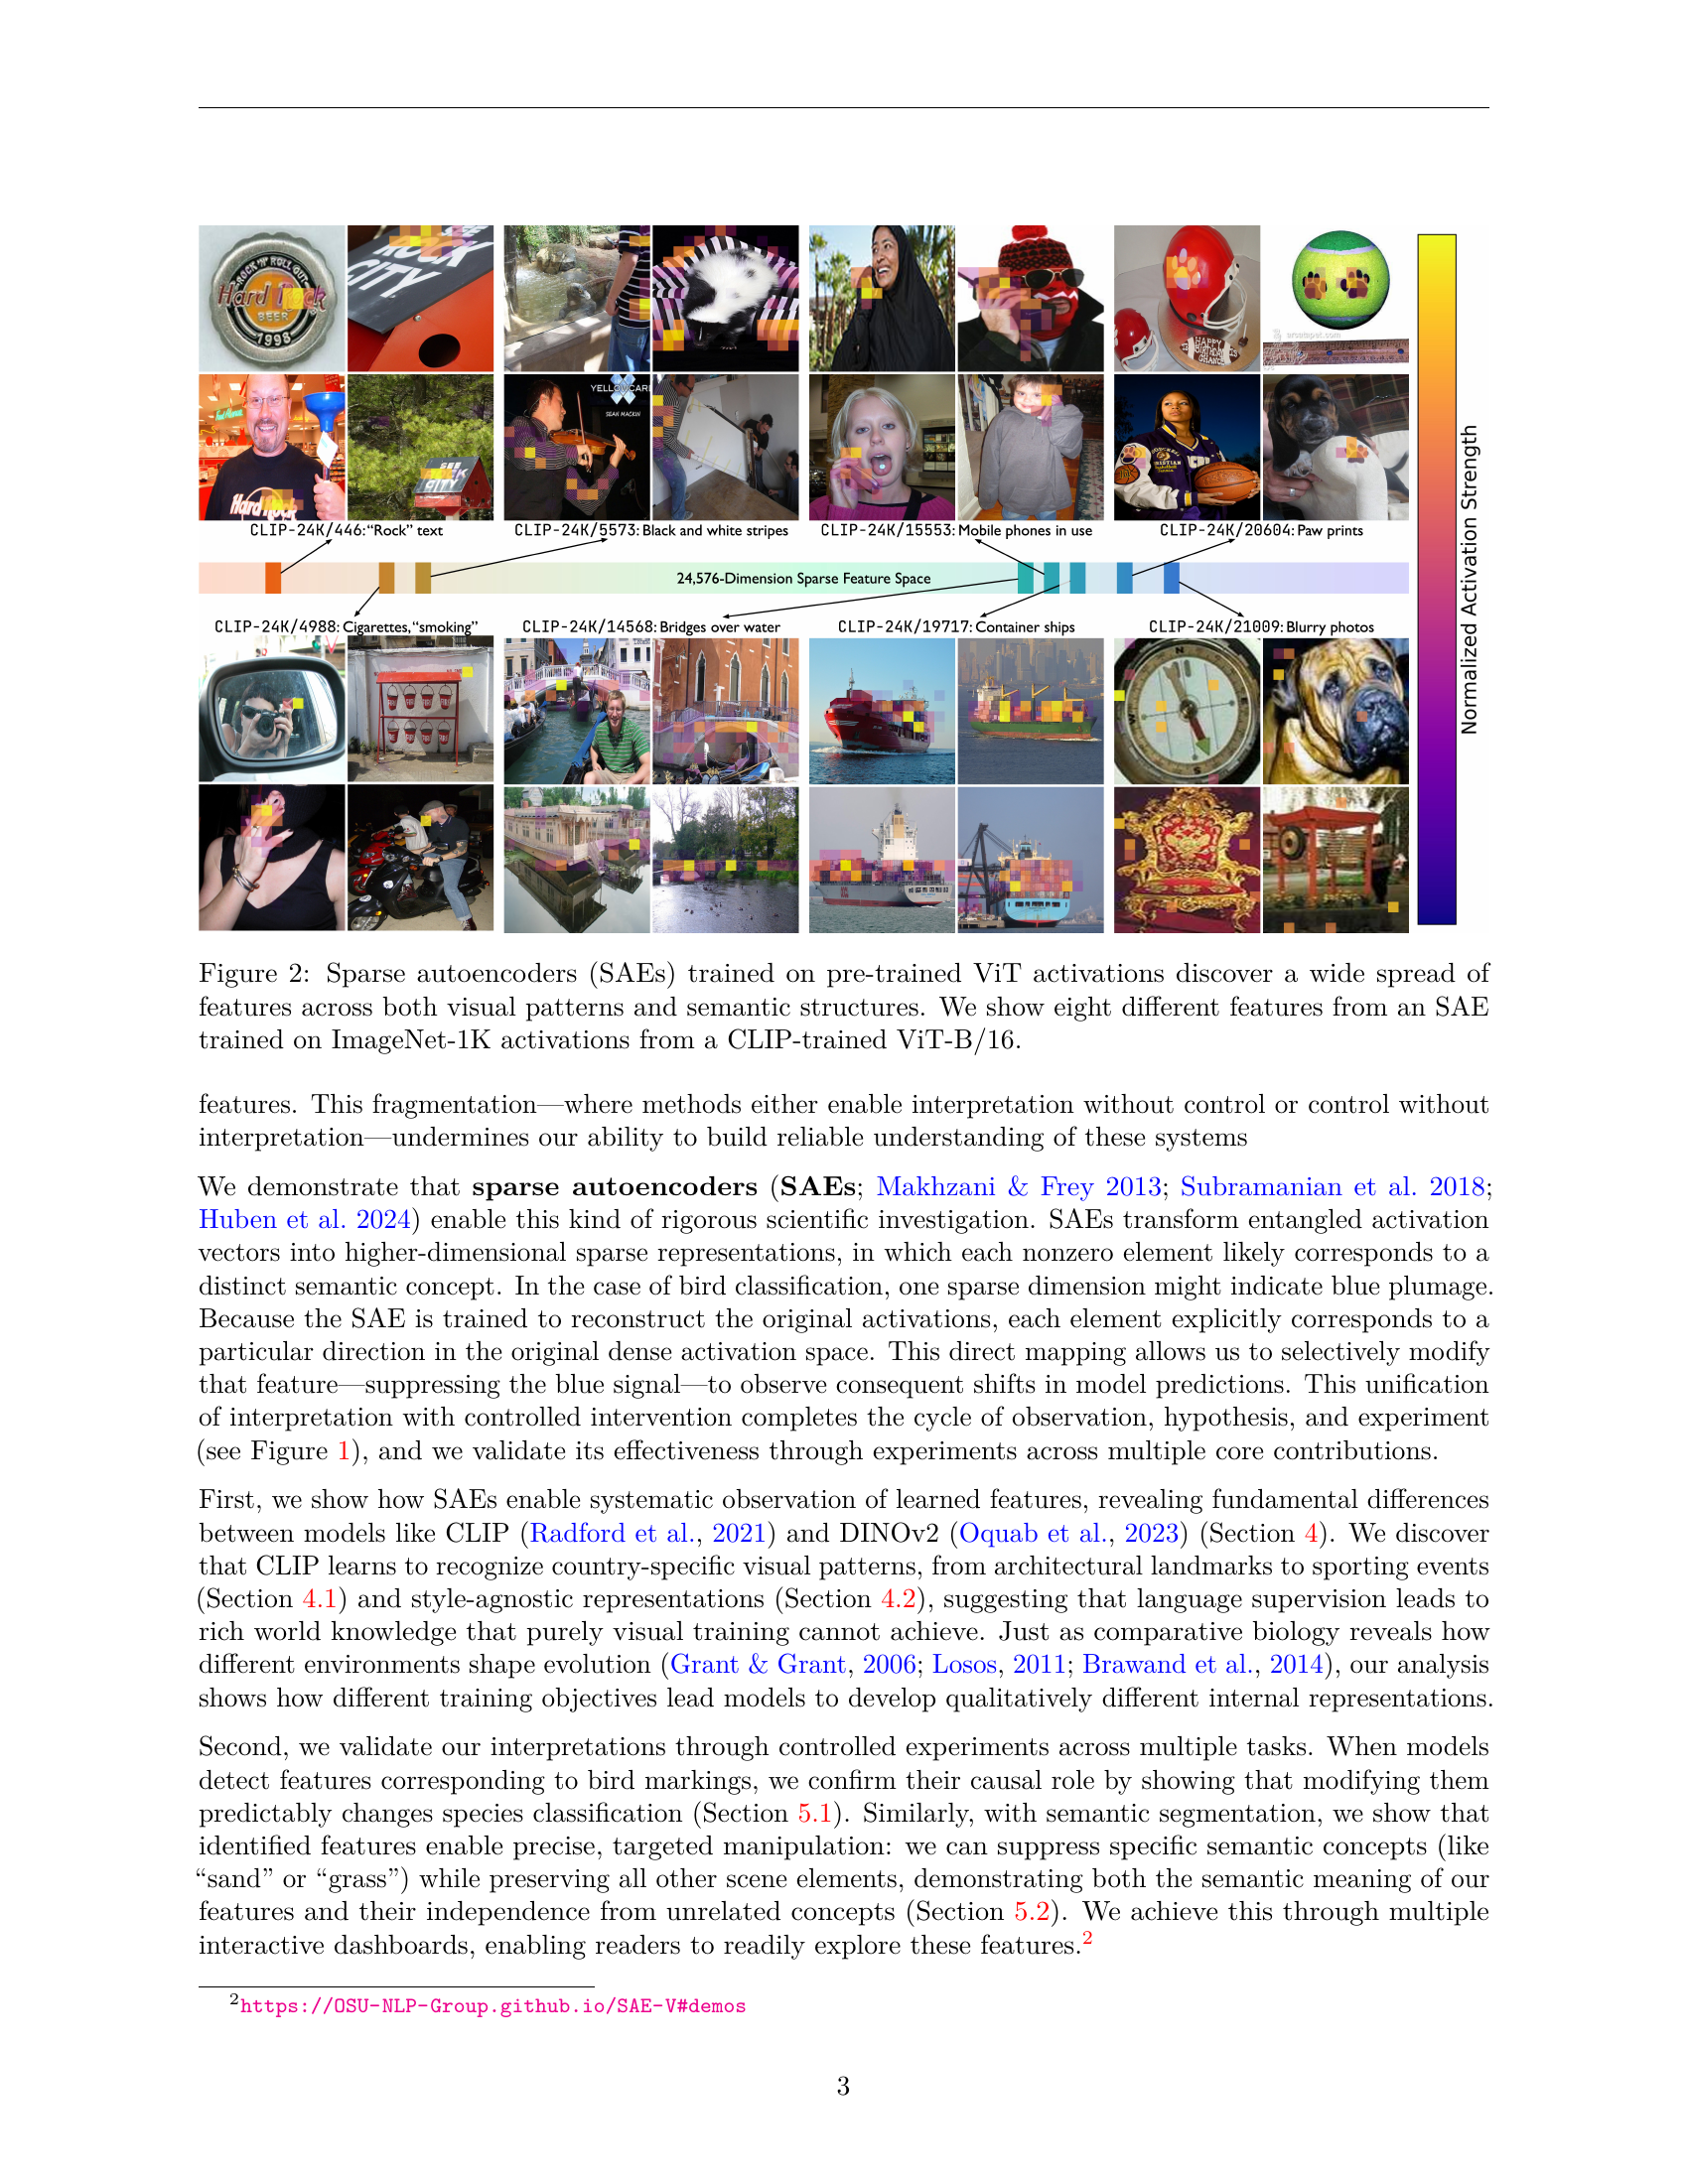 ROCK 'N' ROLL OUT
Hard Rock
BEER
1998
ROCK
CITY.
YELLOWCARD
SEAN MACKIN
HAPPY
Hard Rock
SEE
ROCK
CITY
CLIP-24K/446: “Rock” text
CLIP-24K/5573: Black and white stripes
CLIP-24K/15553: Mobile phones in use
CLIP-24K/20604: Paw prints
24,576-Dimension Sparse Feature Space
CLIP-24K/4988: Cigarettes, “smoking”
CLIP-24K/14568: Bridges over water
CLIP-24K/19717: Container ships
CLIP-24K/21009: Blurry photos
Normalized Activation Strength
Figure 2: Sparse autoencoders (SAEs) trained on pre-trained ViT activations discover a wide spread of
features across both visual patterns and semantic structures. We show eight different features from an SAE
trained on ImageNet-1K activations from a CLIP-trained ViT-B/16.
features. This fragmentation—where methods either enable interpretation without control or control without
interpretation—undermines our ability to build reliable understanding of these systems
We demonstrate that sparse autoencoders (SAEs; Makhzani & Frey 2013; Subramanian et al. 2018;
Huben et al. 2024) enable this kind of rigorous scientific investigation. SAEs transform entangled activation
vectors into higher-dimensional sparse representations, in which each nonzero element likely corresponds to a
distinct semantic concept. In the case of bird classification, one sparse dimension might indicate blue plumage.
Because the SAE is trained to reconstruct the original activations, each element explicitly corresponds to a
particular direction in the original dense activation space. This direct mapping allows us to selectively modify
that feature—suppressing the blue signal—to observe consequent shifts in model predictions. This unification
of interpretation with controlled intervention completes the cycle of observation, hypothesis, and experiment
(see Figure 1), and we validate its effectiveness through experiments across multiple core contributions.
First, we show how SAEs enable systematic observation of learned features, revealing fundamental differences
between models like CLIP (Radford et al., 2021) and DINOv2 (Oquab et al., 2023) (Section 4). We discover
that CLIP learns to recognize country-specific visual patterns, from architectural landmarks to sporting events
(Section 4.1) and style-agnostic representations (Section 4.2), suggesting that language supervision leads to
rich world knowledge that purely visual training cannot achieve. Just as comparative biology reveals how
different environments shape evolution (Grant & Grant, 2006; Losos, 2011; Brawand et al., 2014), our analysis
shows how different training objectives lead models to develop qualitatively different internal representations.
Second, we validate our interpretations through controlled experiments across multiple tasks. When models
detect features corresponding to bird markings, we confirm their causal role by showing that modifying them
predictably changes species classification (Section 5.1). Similarly, with semantic segmentation, we show that
identified features enable precise, targeted manipulation: we can suppress specific semantic concepts (like
“sand” or “grass”) while preserving all other scene elements, demonstrating both the semantic meaning of our
features and their independence from unrelated concepts (Section 5.2). We achieve this through multiple
interactive dashboards, enabling readers to readily explore these features.2
2https://OSU-NLP-Group.github.io/SAE-V#demos
3